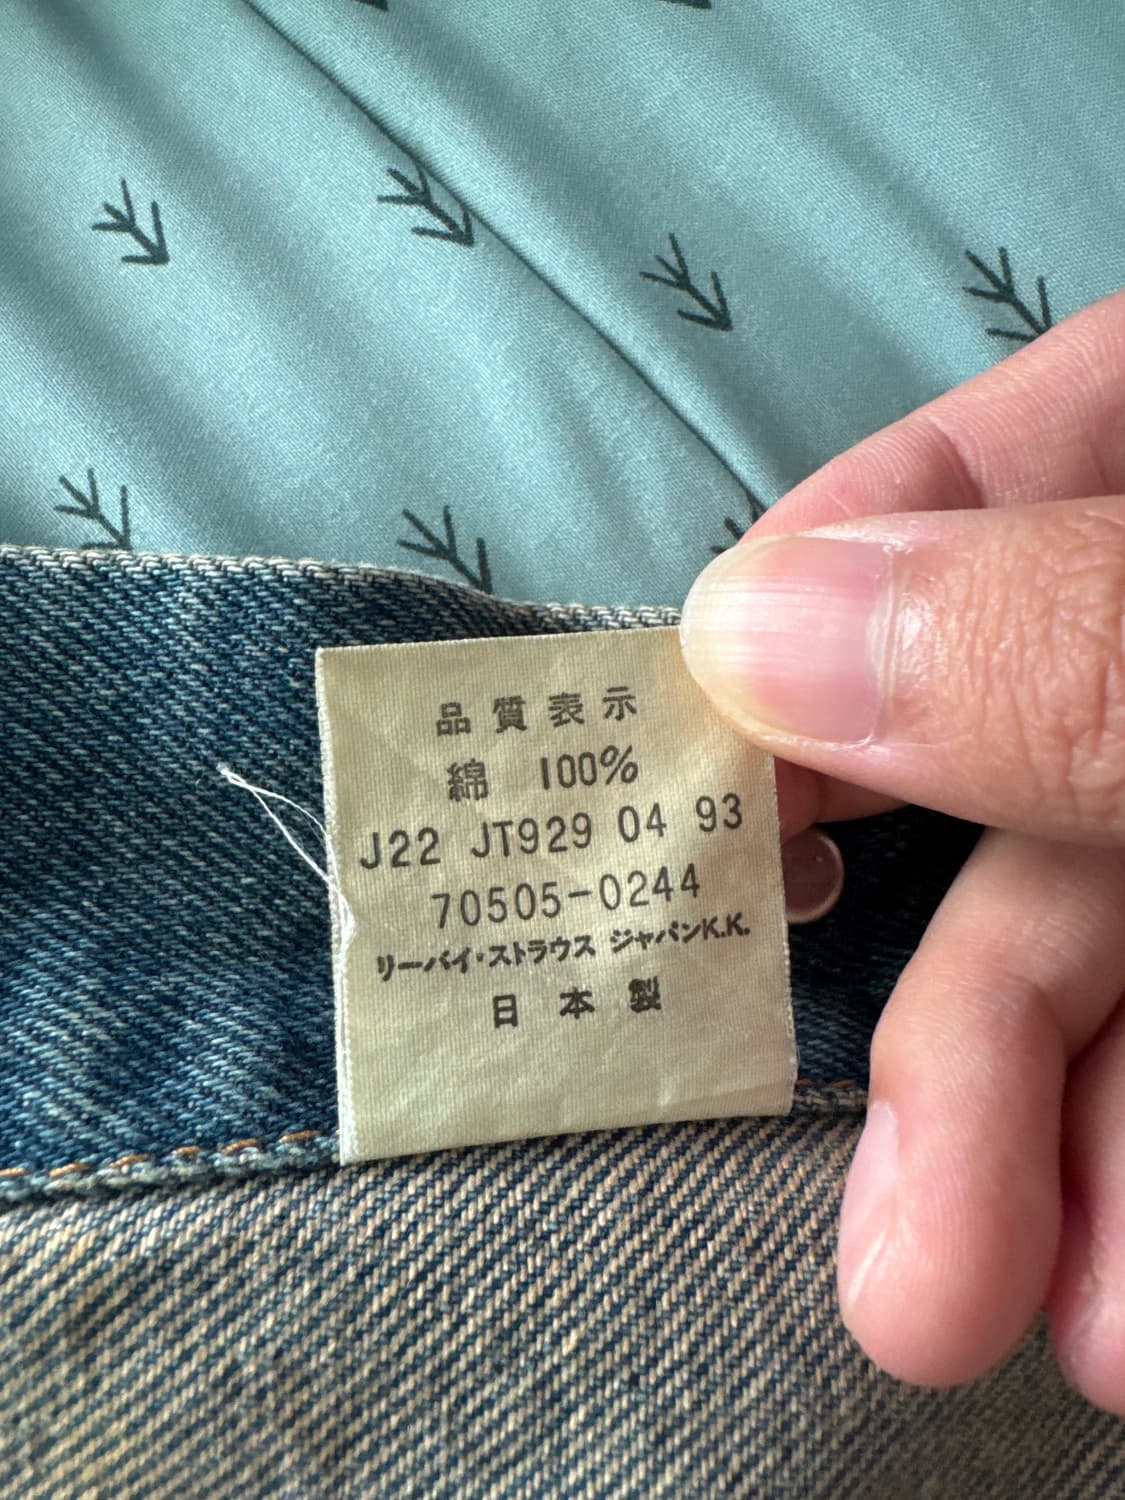 品質表示
綿 100%
J22 JT929 04 93
70505-0244
リーバイ・ストラウス ジャパンK.K.
日本製